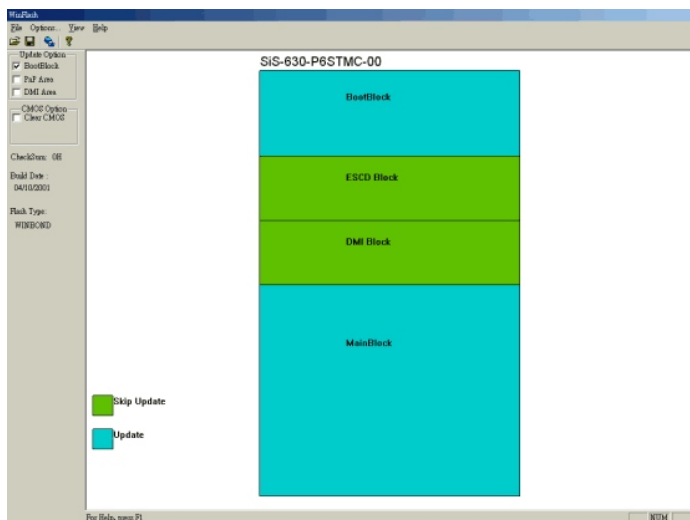 WinFlash
File Options... View Help
Update Option
BootBlock
PnP Area
DMI Area
CMOS Option
Clear CMOS
CheckSum: 0H
Build Date :
04/10/2001
Flash Type:
WINBOND
SiS-630-P6STMC-00
BootBlock
ESCD Block
DMI Block
MainBlock
Skip Update
Update
For Help, press F1
NUM